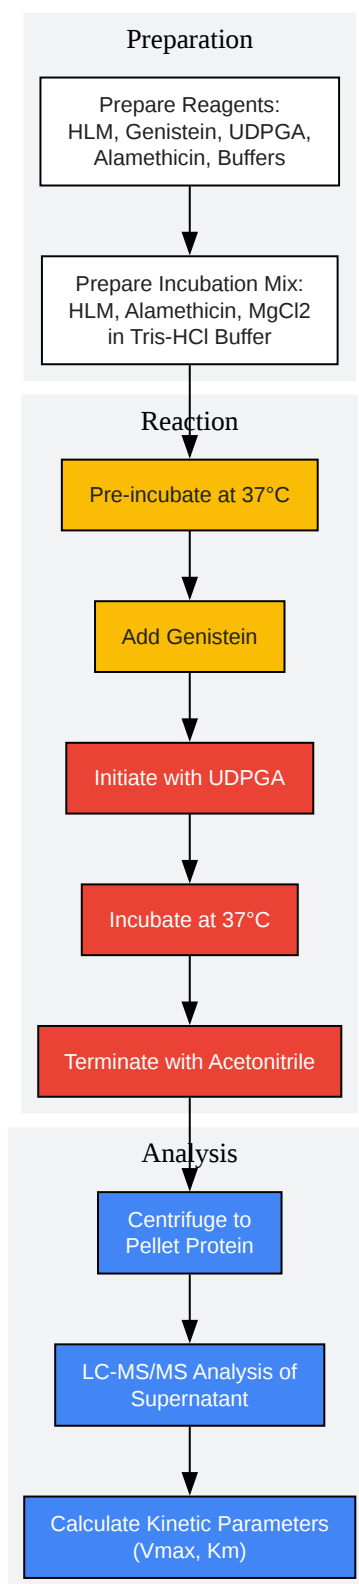 Preparation
Prepare Reagents:
HLM, Genistein, UDPGA,
Alamethicin, Buffers
Prepare Incubation Mix:
HLM, Alamethicin, MgCl2
in Tris-HCl Buffer
Reaction
Pre-incubate at 37°C
Add Genistein
Initiate with UDPGA
Incubate at 37°C
Terminate with Acetonitrile
Analysis
Centrifuge to
Pellet Protein
LC-MS/MS Analysis of
Supernatant
Calculate Kinetic Parameters
(Vmax, Km)